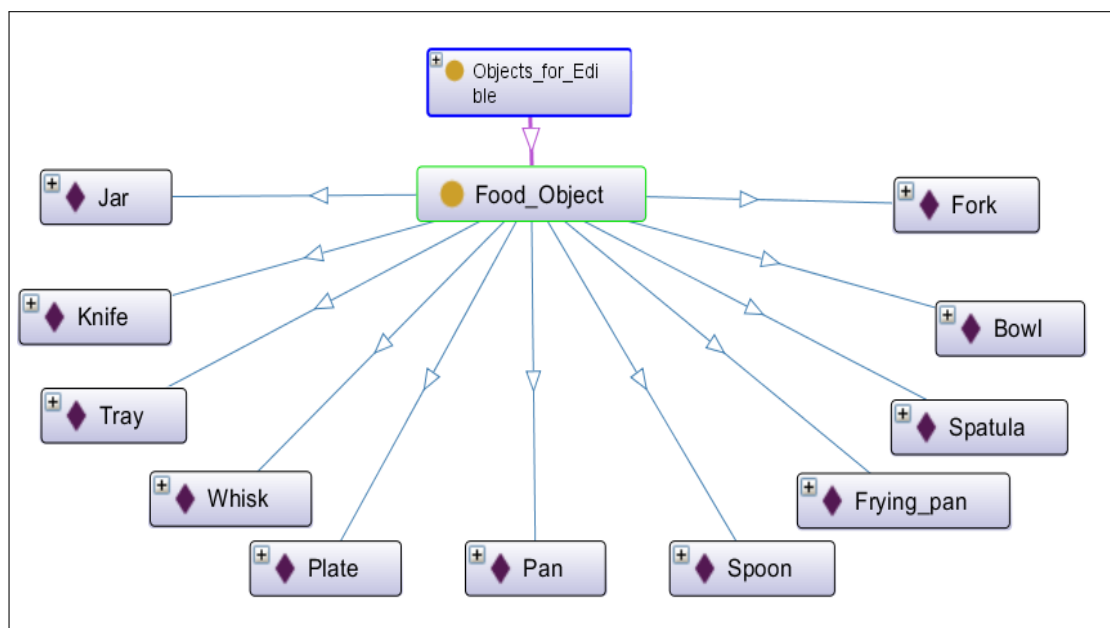 Objects_for_Edi
ble
Food_Object
Jar
Fork
Knife
Bowl
Tray
Spatula
Whisk
Frying_pan
Plate
Pan
Spoon